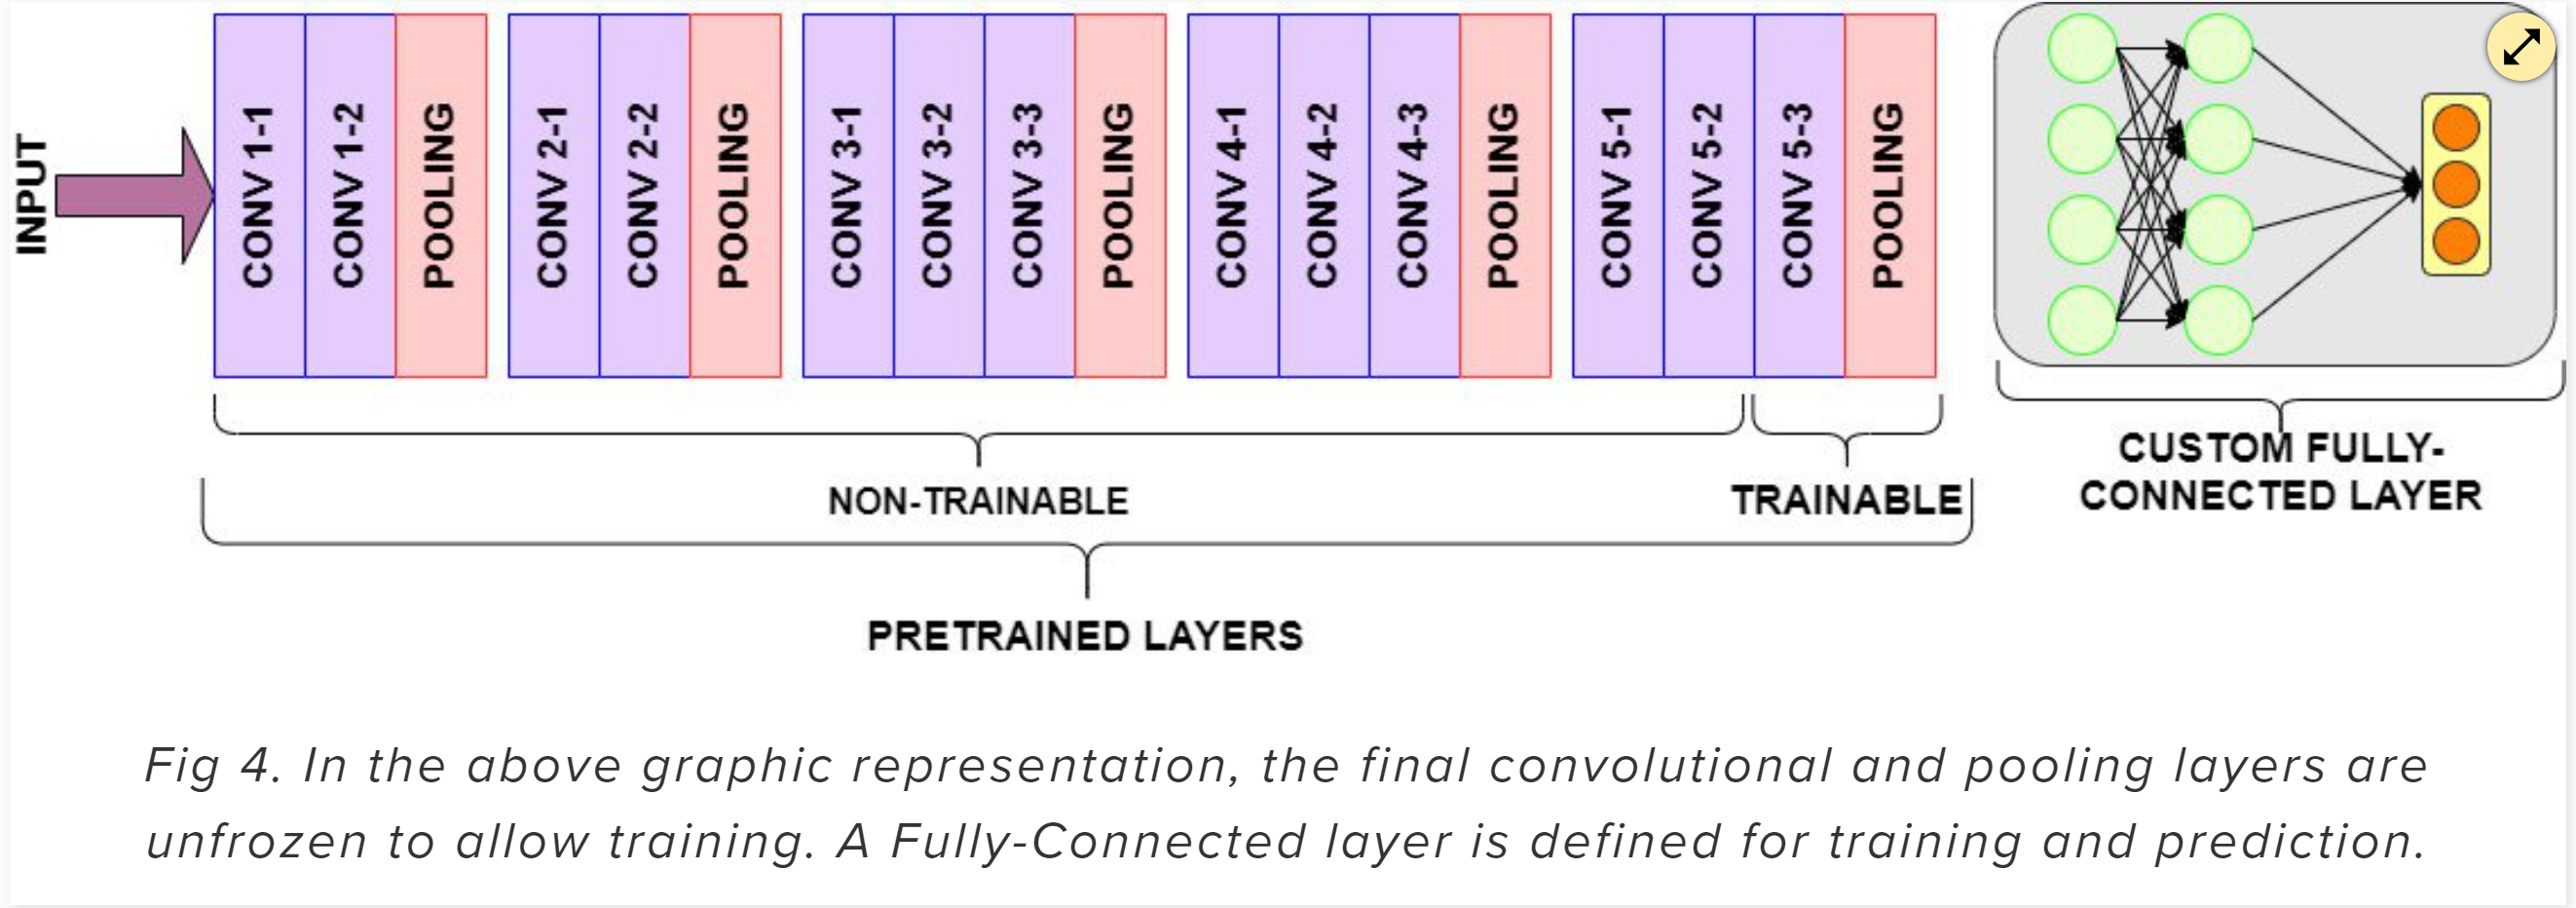 INPUT
CONV 1-1
CONV 1-2
POOLING
CONV 2-1
CONV 2-2
POOLING
CONV 3-1
CONV 3-2
CONV 3-3
POOLING
CONV 4-1
CONV 4-2
CONV 4-3
POOLING
CONV 5-1
CONV 5-2
CONV 5-3
POOLING
NON-TRAINABLE
TRAINABLE
CUSTOM FULLY-
CONNECTED LAYER
PRETRAINED LAYERS
Fig 4. In the above graphic representation, the final convolutional and pooling layers are
unfrozen to allow training. A Fully-Connected layer is defined for training and prediction.